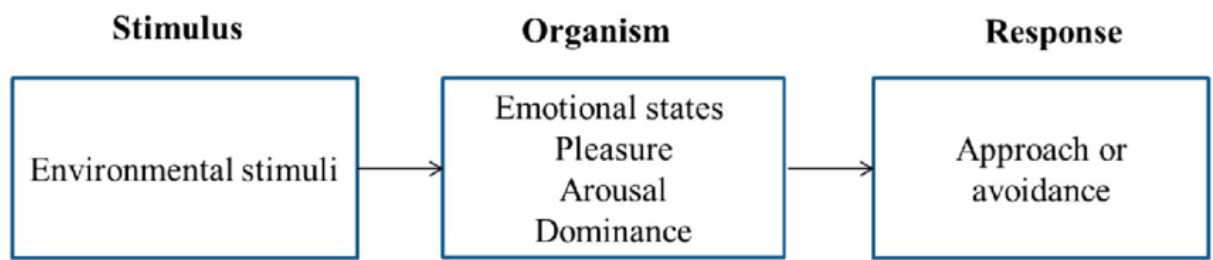 Stimulus
Organism
Response
Environmental stimuli
Emotional states
Pleasure
Arousal
Dominance
Approach or
avoidance